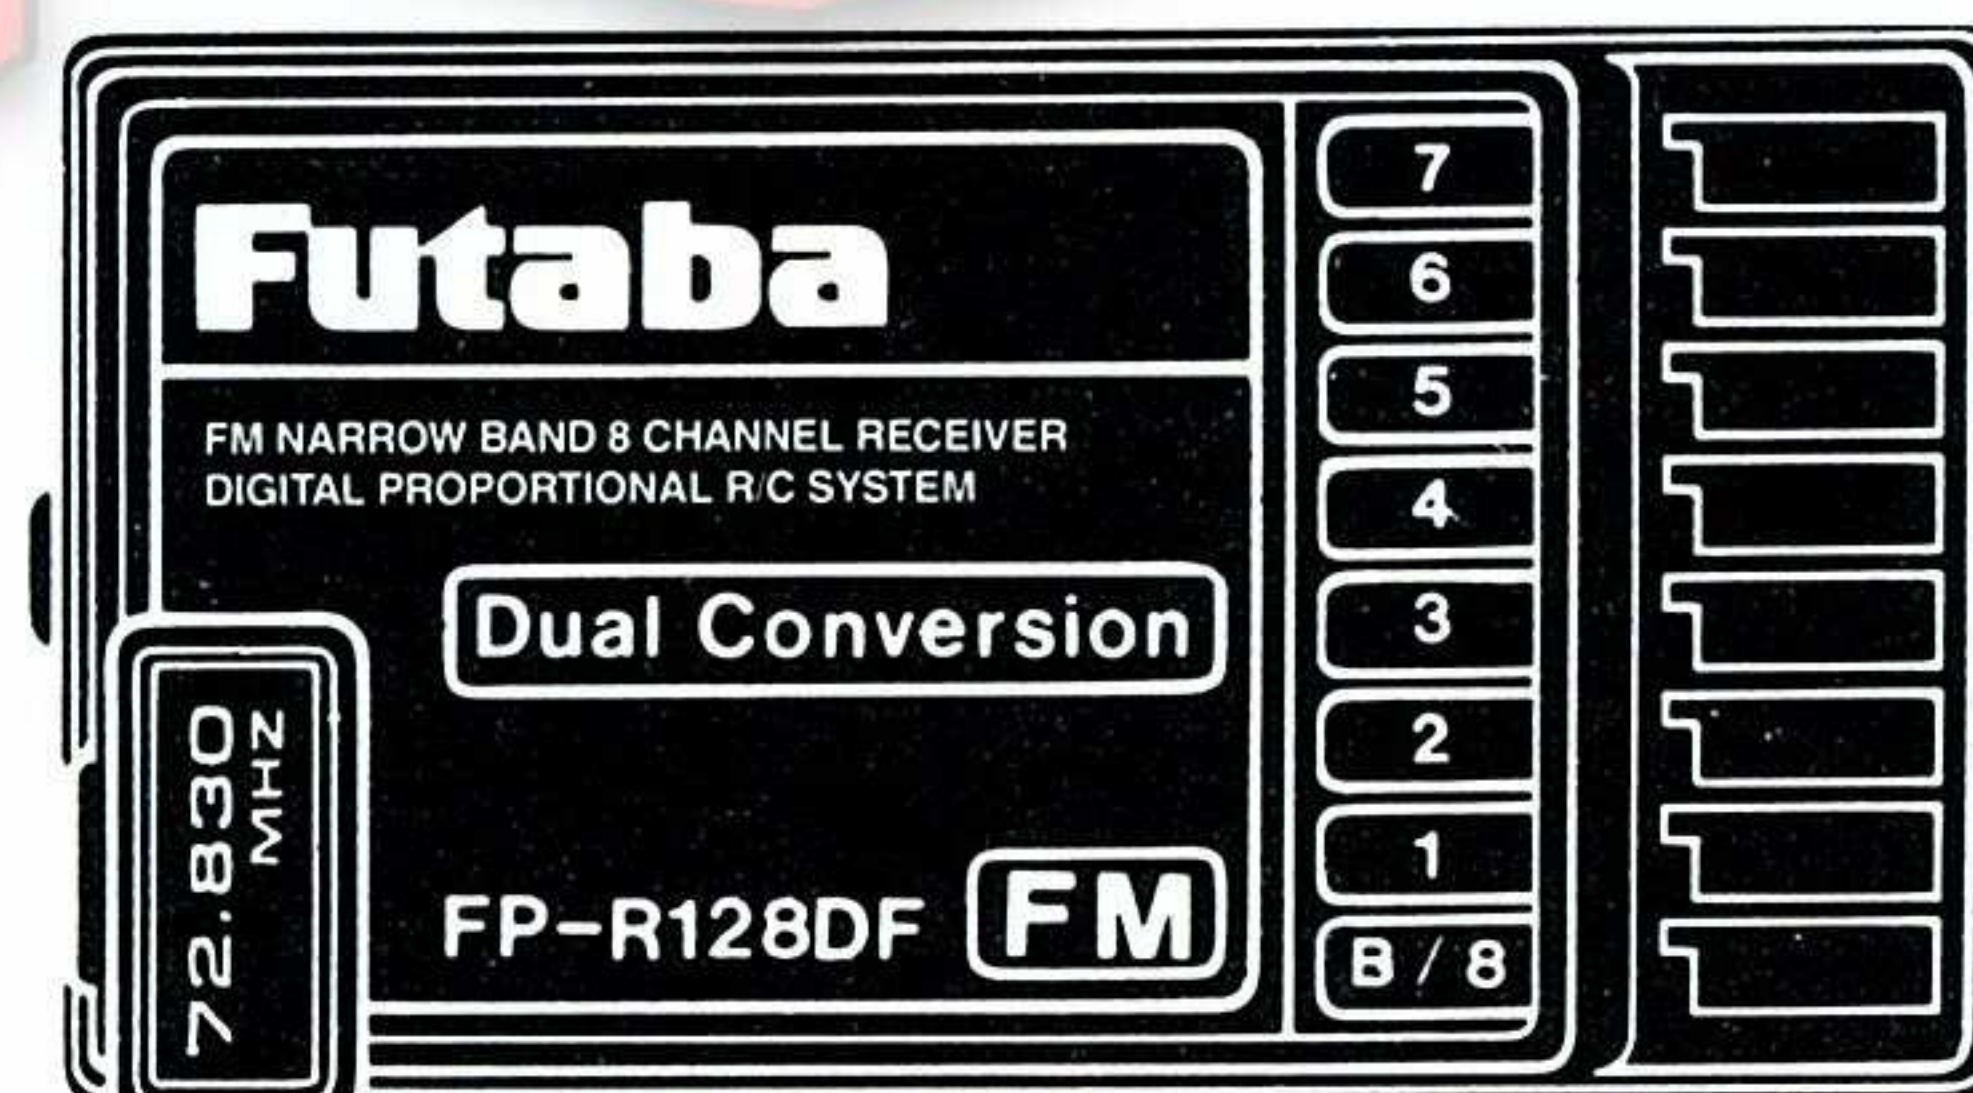 Futaba
FM NARROW BAND 8 CHANNEL RECEIVER
DIGITAL PROPORTIONAL R/C SYSTEM
Dual Conversion
72.830
MHZ
FP-R128DF FM
7
6
5
4
3
2
1
B / 8